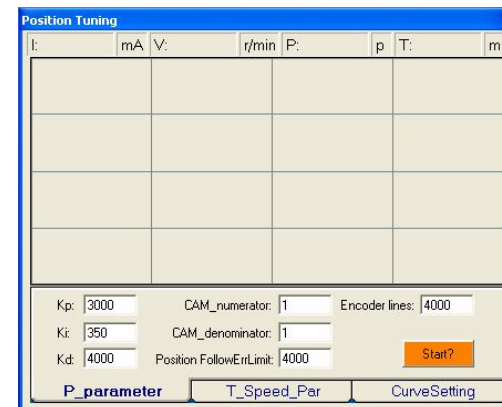 Position Tuning
I: mA V: r/min P: p T: m
Kp: 3000 CAM_numerator: 1 Encoder lines: 4000
Ki: 350 CAM_denominator: 1
Kd: 4000 Position FollowErrLimit: 4000 Start?
P_parameter T_Speed_Par CurveSetting